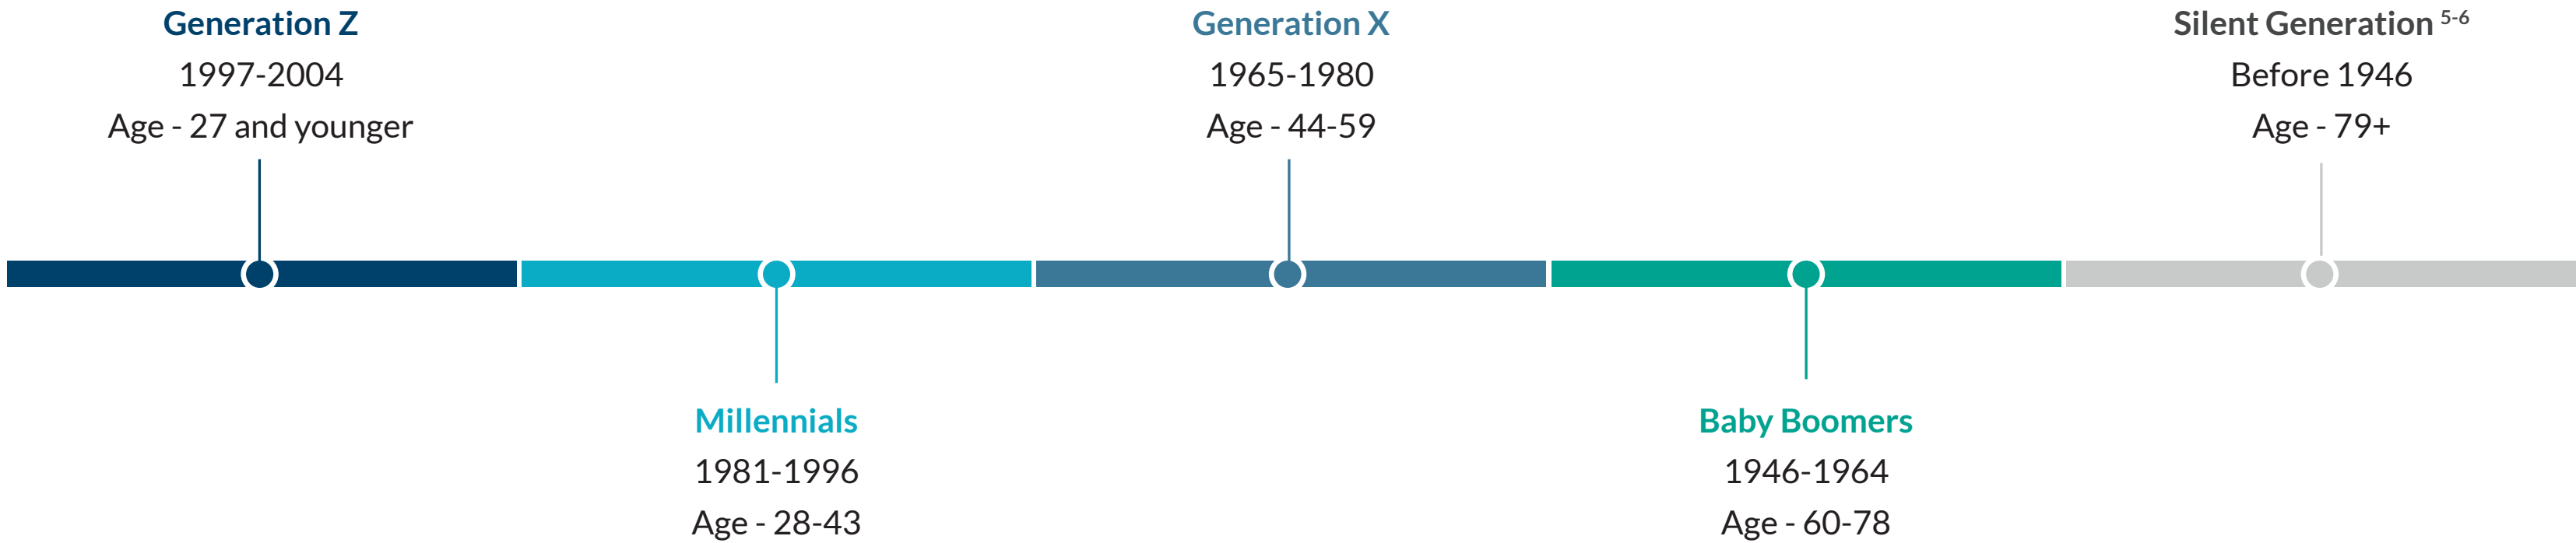 Generation Z
1997-2004
Age - 27 and younger
Millennials
1981-1996
Age - 28-43
Generation X
1965-1980
Age - 44-59
Baby Boomers
1946-1964
Age - 60-78
Silent Generation 5-6
Before 1946
Age - 79+